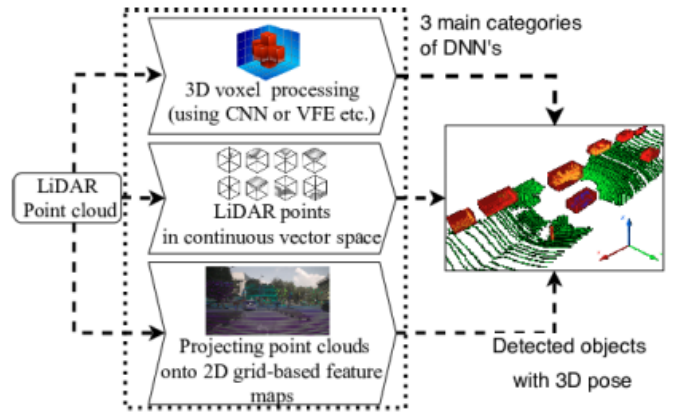 3 main categories
of DNN's
3D voxel processing
(using CNN or VFE etc.)
LiDAR
Point cloud
LiDAR points
in continuous vector space
Projecting point clouds
onto 2D grid-based feature
maps
Detected objects
with 3D pose